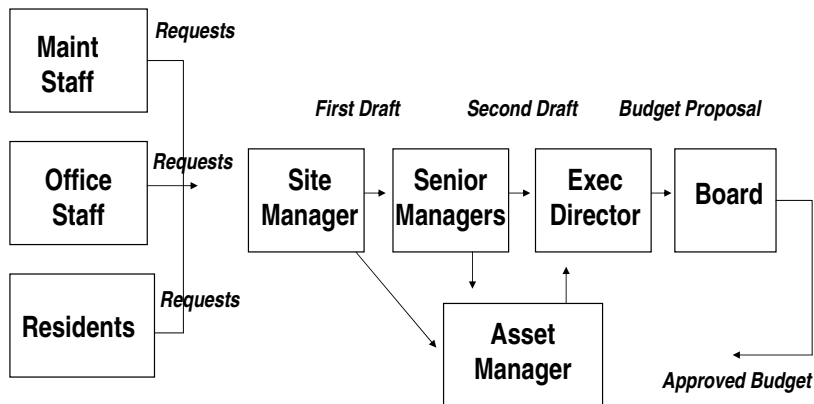 Requests
Maint
Staff
First Draft
Second Draft
Budget Proposal
Requests
Office
Staff
Site
Manager
Senior
Managers
Exec
Director
Board
Requests
Residents
Asset
Manager
Approved Budget